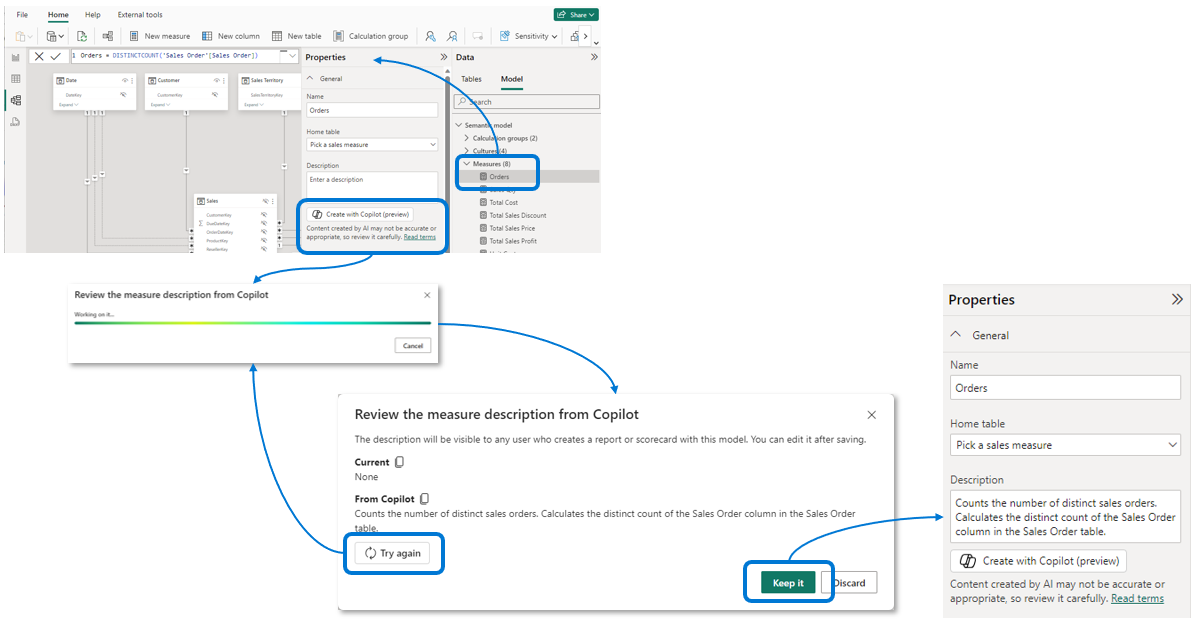 File Home Help External tools Share
New measure New column New table Calculation group Sensitivity
1 Orders = DISTINCTCOUNT('Sales Order'[Sales Order])
Properties
General
Name
Orders
Home table
Pick a sales measure
Description
Enter a description
Create with Copilot (preview)
Content created by AI may not be accurate or
appropriate, so review it carefully. Read terms
Data
Tables Model
Search
Semantic model
Calculation groups (2)
Cultures (4)
Measures (8)
Orders
Total Cost
Total Sales Discount
Total Sales Price
Total Sales Profit
Date
DateKey
Expand
Customer
CustomerKey
Expand
Sales Territory
SalesTerritoryKey
Expand
Sales
CustomerKey
DueDateKey
OrderDateKey
ProductKey
ResellerKey
Review the measure description from Copilot
Working on it...
Cancel
Review the measure description from Copilot
The description will be visible to any user who creates a report or scorecard with this model. You can edit it after saving.
Current
None
From Copilot
Counts the number of distinct sales orders. Calculates the distinct count of the Sales Order column in the Sales Order
table.
Try again
Keep it Discard
Properties
General
Name
Orders
Home table
Pick a sales measure
Description
Counts the number of distinct sales orders.
Calculates the distinct count of the Sales Order
column in the Sales Order table.
Create with Copilot (preview)
Content created by AI may not be accurate or
appropriate, so review it carefully. Read terms